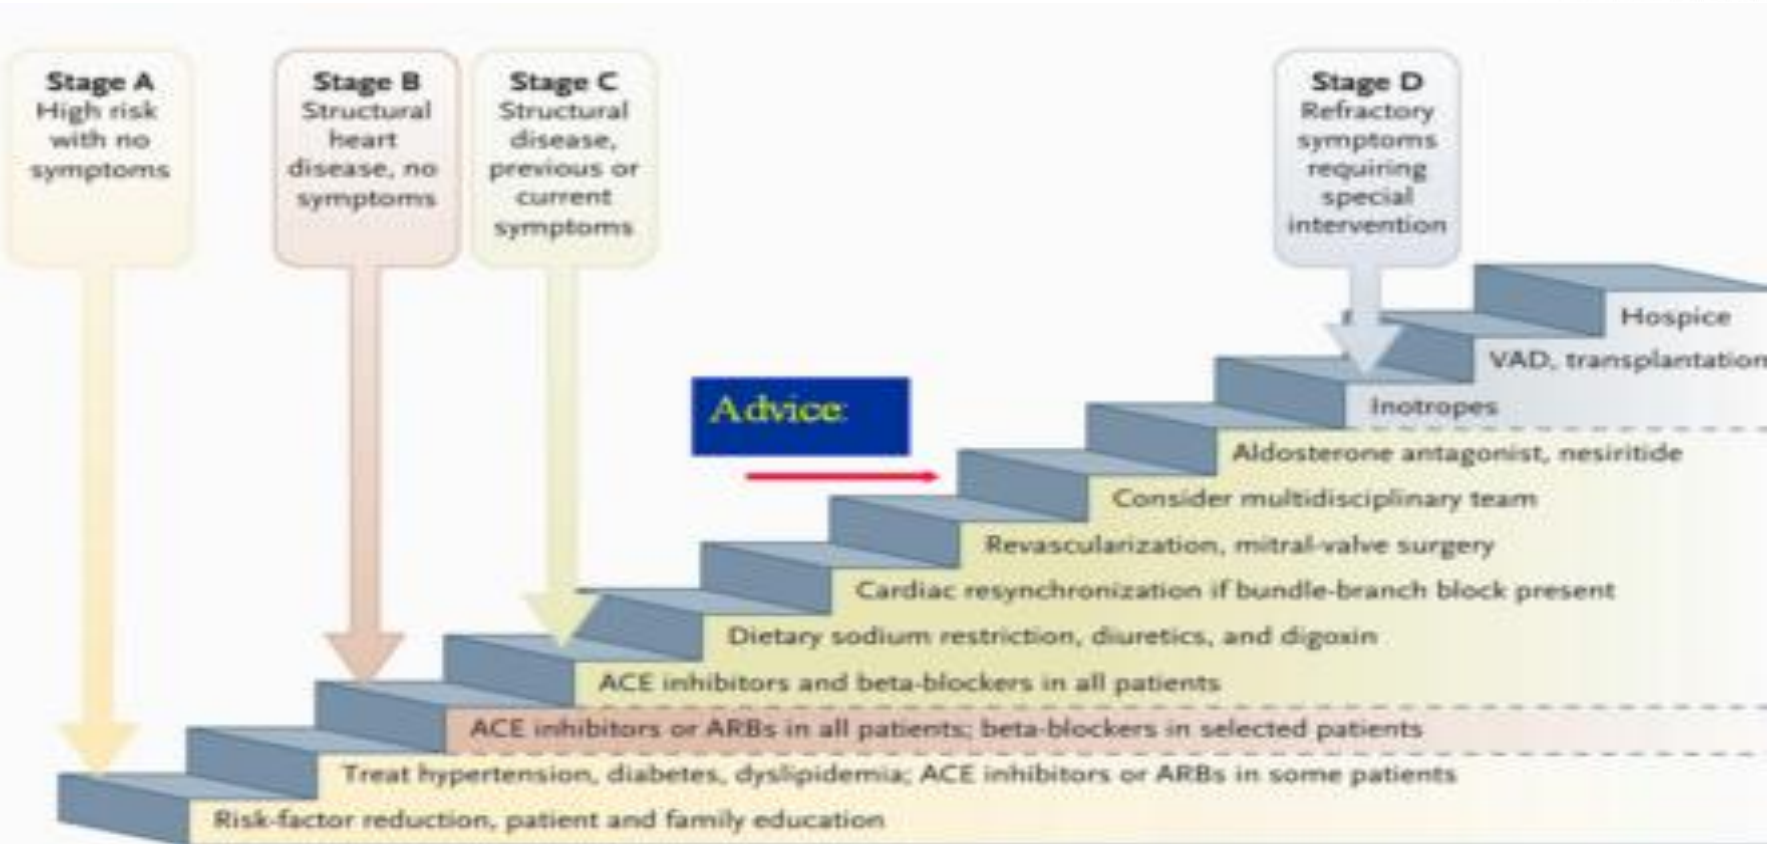 Stage A
High risk
with no
symptoms
Stage B
Structural
heart
disease, no
symptoms
Stage C
Structural
disease,
previous or
current
symptoms
Stage D
Refractory
symptoms
requiring
special
intervention
Hospice
VAD, transplantation
Inotropes
Advice:
Aldosterone antagonist, nesiritide
Consider multidisciplinary team
Revascularization, mitral-valve surgery
Cardiac resynchronization if bundle-branch block present
Dietary sodium restriction, diuretics, and digoxin
ACE inhibitors and beta-blockers in all patients
ACE inhibitors or ARBs in all patients; beta-blockers in selected patients
Treat hypertension, diabetes, dyslipidemia; ACE inhibitors or ARBs in some patients
Risk-factor reduction, patient and family education